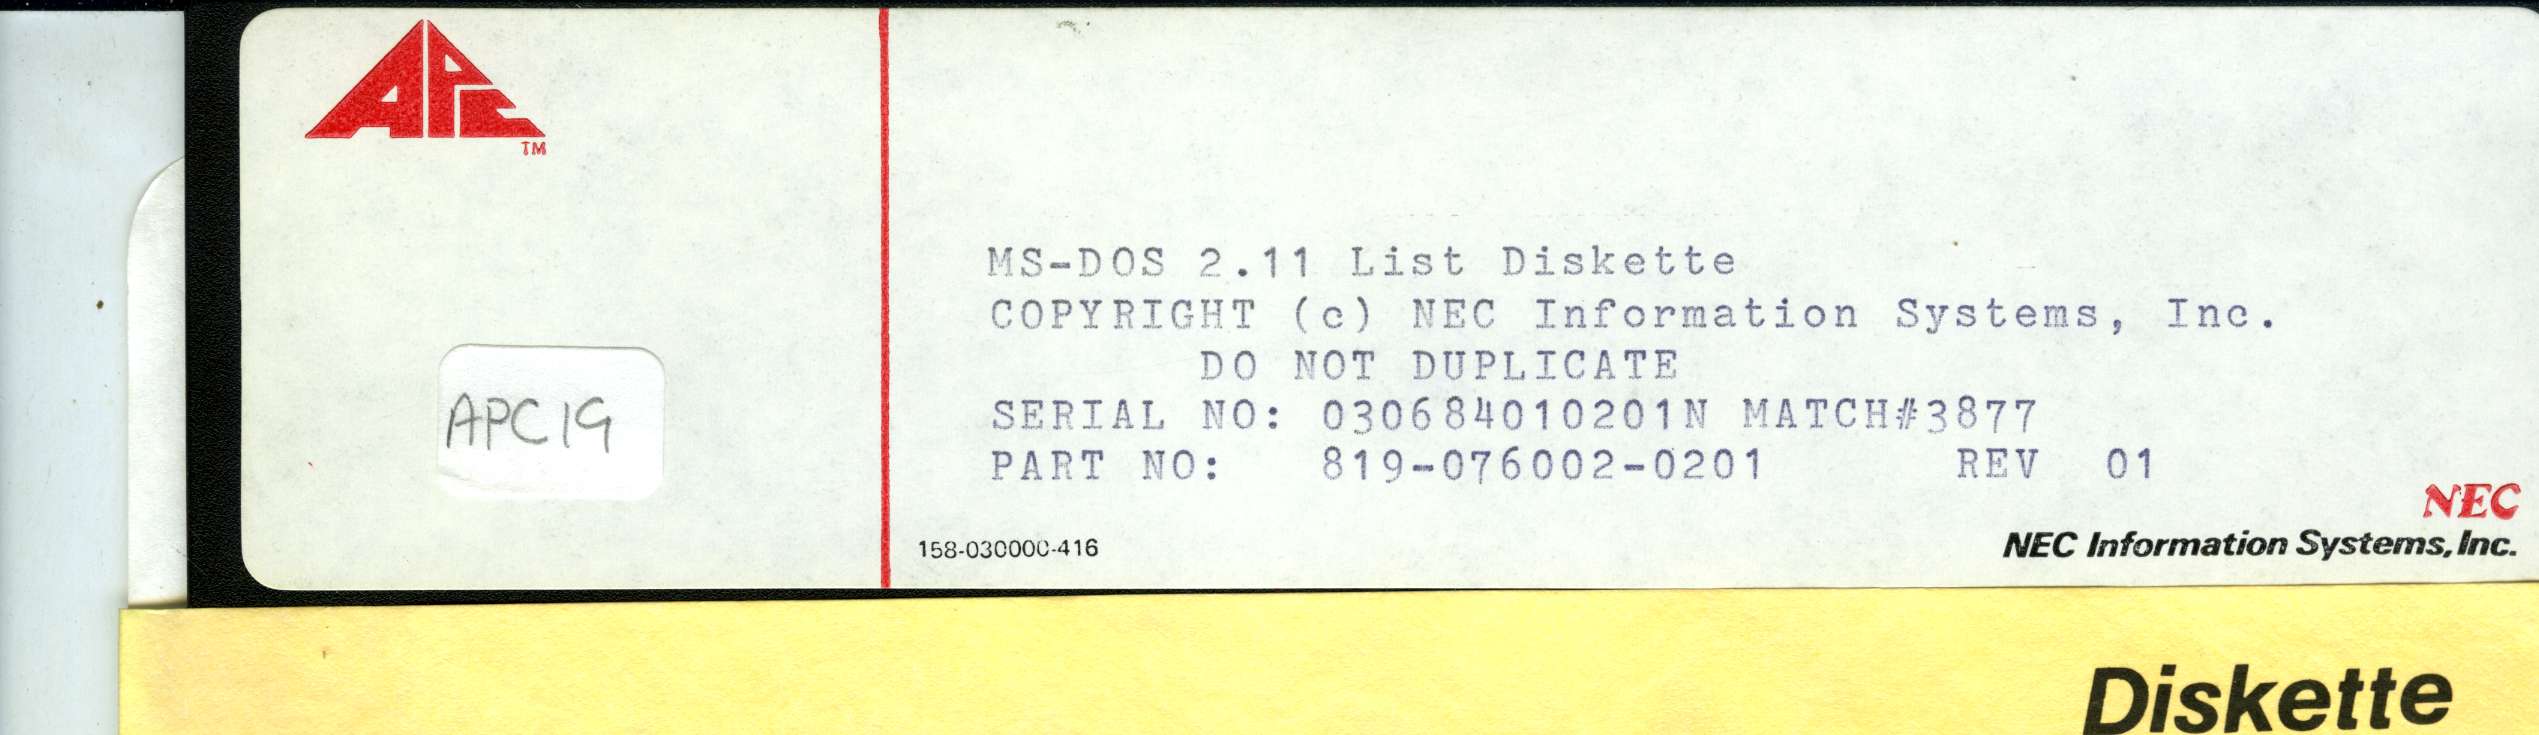 APC
TM
MS-DOS 2.11 List Diskette
COPYRIGHT (c) NEC Information Systems, Inc.
DO NOT DUPLICATE
SERIAL NO: 030684010201N MATCH#3877
PART NO: 819-076002-0201 REV 01
APC19
158-030000-416
NEC
NEC Information Systems, Inc.
Diskette